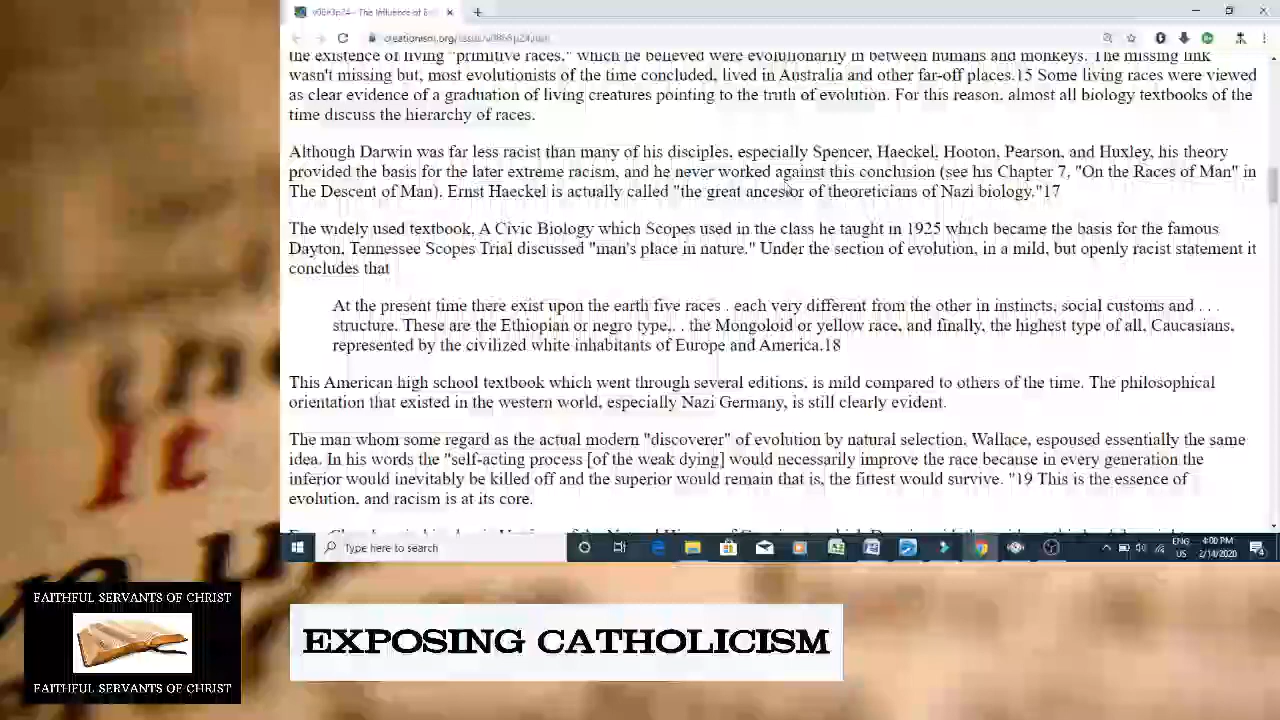 v08n3p24 - The Influence of Ev
creationism.org/csshs/v08n3p24.htm
the existence of living "primitive races," which he believed were evolutionarily in between humans and monkeys. The missing link
wasn't missing but, most evolutionists of the time concluded, lived in Australia and other far-off places.15 Some living races were viewed
as clear evidence of a graduation of living creatures pointing to the truth of evolution. For this reason, almost all biology textbooks of the
time discuss the hierarchy of races.
Although Darwin was far less racist than many of his disciples, especially Spencer, Haeckel, Hooton, Pearson, and Huxley, his theory
provided the basis for the later extreme racism, and he never worked against this conclusion (see his Chapter 7, "On the Races of Man" in
The Descent of Man). Ernst Haeckel is actually called "the great ancestor of theoreticians of Nazi biology."17
The widely used textbook, A Civic Biology which Scopes used in the class he taught in 1925 which became the basis for the famous
Dayton, Tennessee Scopes Trial discussed "man's place in nature." Under the section of evolution, in a mild, but openly racist statement it
concludes that
At the present time there exist upon the earth five races . each very different from the other in instincts, social customs and . . .
structure. These are the Ethiopian or negro type,. . the Mongoloid or yellow race, and finally, the highest type of all, Caucasians,
represented by the civilized white inhabitants of Europe and America.18
This American high school textbook which went through several editions, is mild compared to others of the time. The philosophical
orientation that existed in the western world, especially Nazi Germany, is still clearly evident.
The man whom some regard as the actual modern "discoverer" of evolution by natural selection, Wallace, espoused essentially the same
idea. In his words the "self-acting process [of the weak dying] would necessarily improve the race because in every generation the
inferior would inevitably be killed off and the superior would remain that is, the fittest would survive. "19 This is the essence of
evolution, and racism is at its core.
Type here to search
ENG
US
4:00 PM
2/14/2020
FAITHFUL SERVANTS OF CHRIST
FAITHFUL SERVANTS OF CHRIST
EXPOSING CATHOLICISM